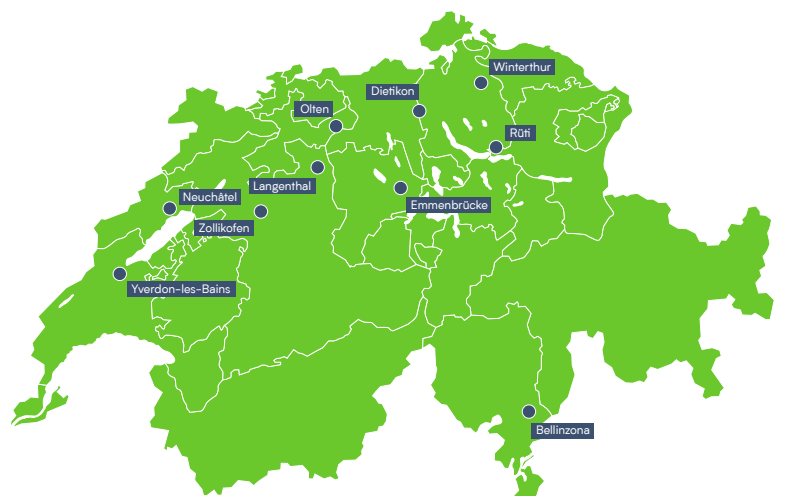 Winterthur
Dietikon
Olten
Rüti
Langenthal
Neuchâtel
Emmenbrücke
Zollikofen
Yverdon-les-Bains
Bellinzona